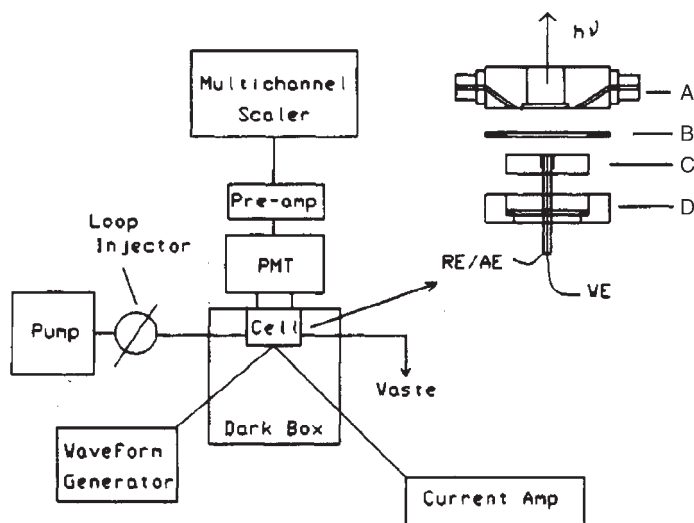 hν
Multichannel
Scaler
A
B
Pre-amp
C
Loop
Injector
D
PMT
RE/AE
WE
Pump
Cell
Waste
Dark Box
Waveform
Generator
Current Amp